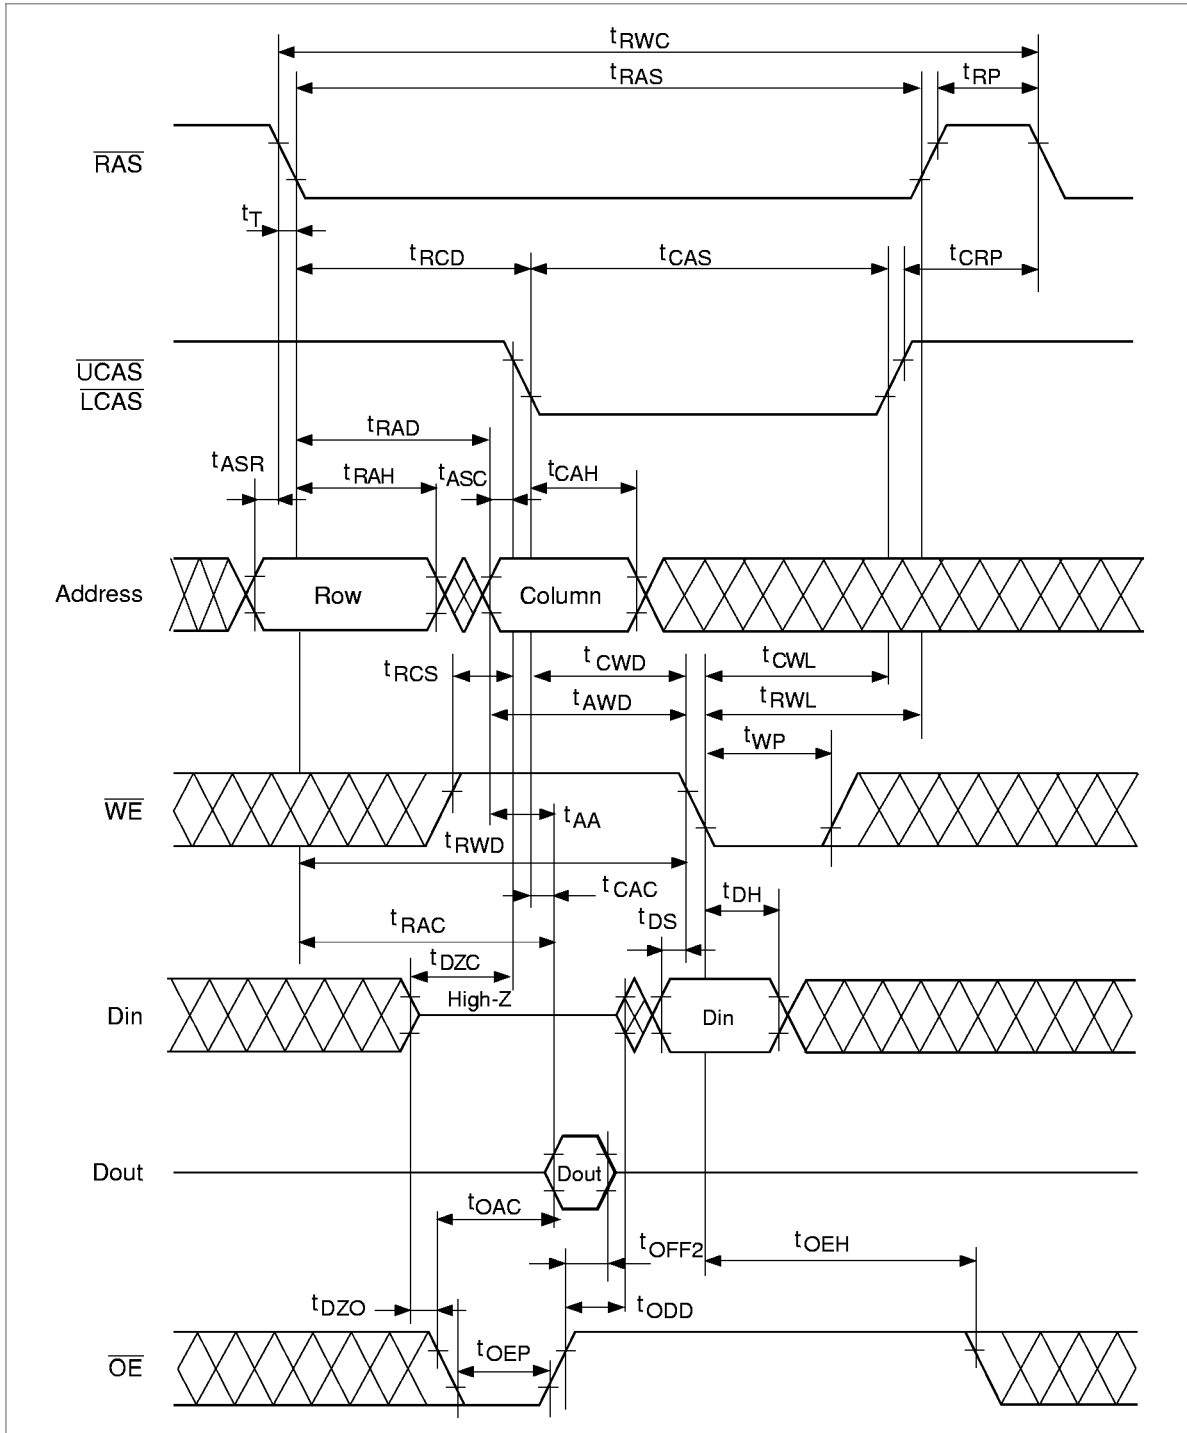 tRWC
tRAS
tRP
RAS
tT
tRCD
tCAS
tCRP
UCAS
LCAS
tRAD
tASR
tRAH
tASC
tCAH
Address
Row
Column
tRCS
tCWD
tCWL
tAWD
tRWL
tWP
WE
tAA
tRWD
tCAC
tDH
tRAC
tDS
tDZC
High-Z
Din
Din
Dout
Dout
tOAC
tOFF2
tOEH
tDZO
tODD
tOEP
OE